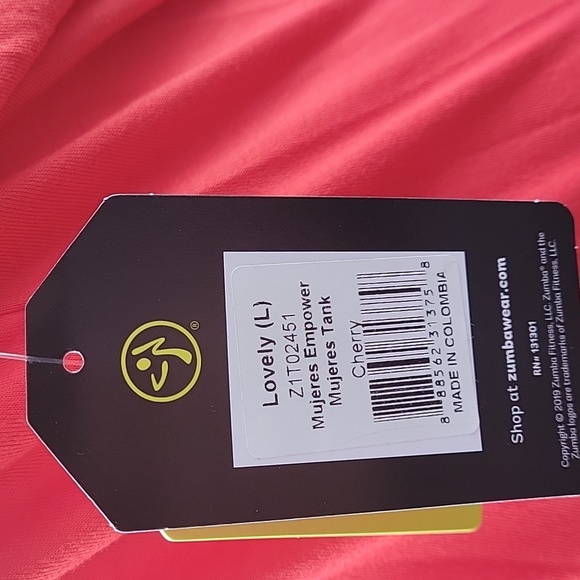 Lovely (L)
Z1T02451
Mujeres Empower
Mujeres Tank
Cherry
8 88562 31375 8
MADE IN COLOMBIA
Shop at zumbawear.com
RN# 131301
Copyright © 2019 Zumba Fitness, LLC. Zumba® and the
Zumba logos are trademarks of Zumba Fitness, LLC.
®